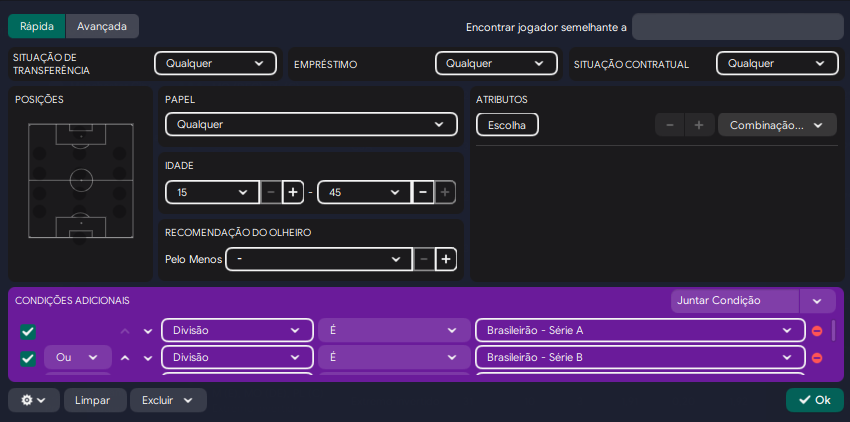 Rápida Avançada Encontrar jogador semelhante a
SITUAÇÃO DE TRANSFERÊNCIA Qualquer EMPRÉSTIMO Qualquer SITUAÇÃO CONTRATUAL Qualquer
POSIÇÕES PAPEL ATRIBUTOS
Qualquer Escolha - + Combinação...
IDADE
15 - + - 45 - +
RECOMENDAÇÃO DO OLHEIRO
Pelo Menos - - +
CONDIÇÕES ADICIONAIS Juntar Condição
Divisão É Brasileirão - Série A
Ou Divisão É Brasileirão - Série B
Limpar Excluir Ok